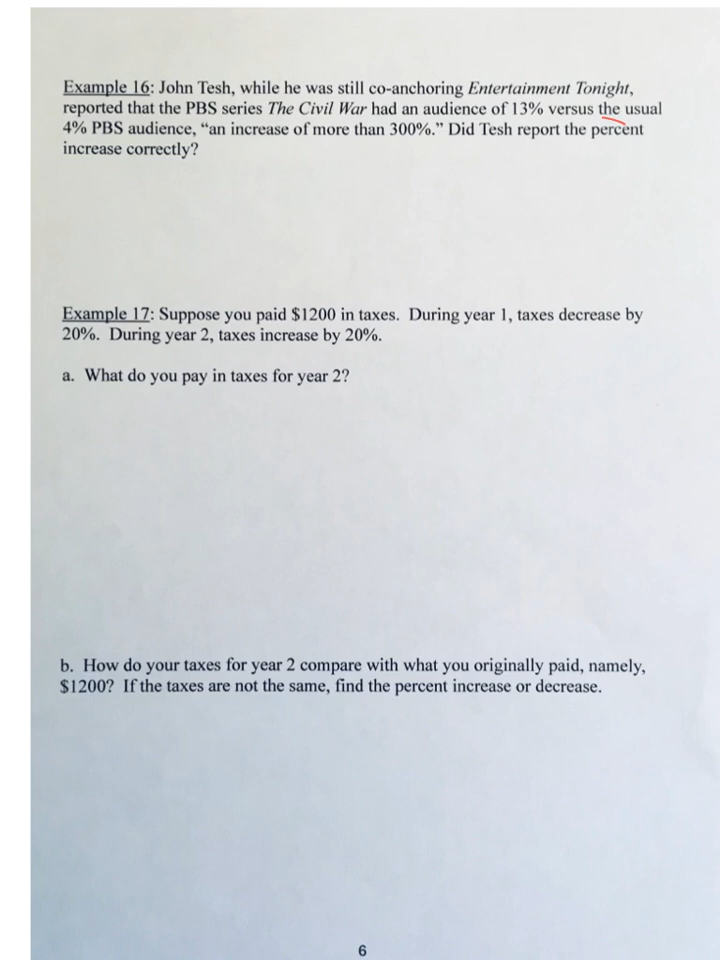 Example 16: John Tesh, while he was still co-anchoring Entertainment Tonight,
reported that the PBS series The Civil War had an audience of 13% versus the usual
4% PBS audience, “an increase of more than 300%.” Did Tesh report the percent
increase correctly?
Example 17: Suppose you paid $1200 in taxes. During year 1, taxes decrease by
20%. During year 2, taxes increase by 20%.
a. What do you pay in taxes for year 2?
b. How do your taxes for year 2 compare with what you originally paid, namely,
$1200? If the taxes are not the same, find the percent increase or decrease.
6